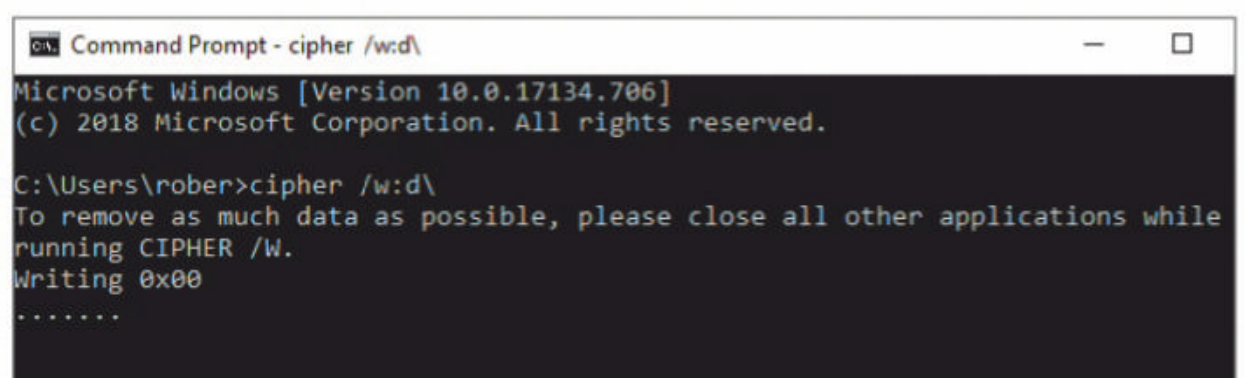 Command Prompt - cipher /w:d\
Microsoft Windows [Version 10.0.17134.706]
(c) 2018 Microsoft Corporation. All rights reserved.
C:\Users\rober>cipher /w:d\
To remove as much data as possible, please close all other applications while
running CIPHER /W.
Writing 0x00
.......